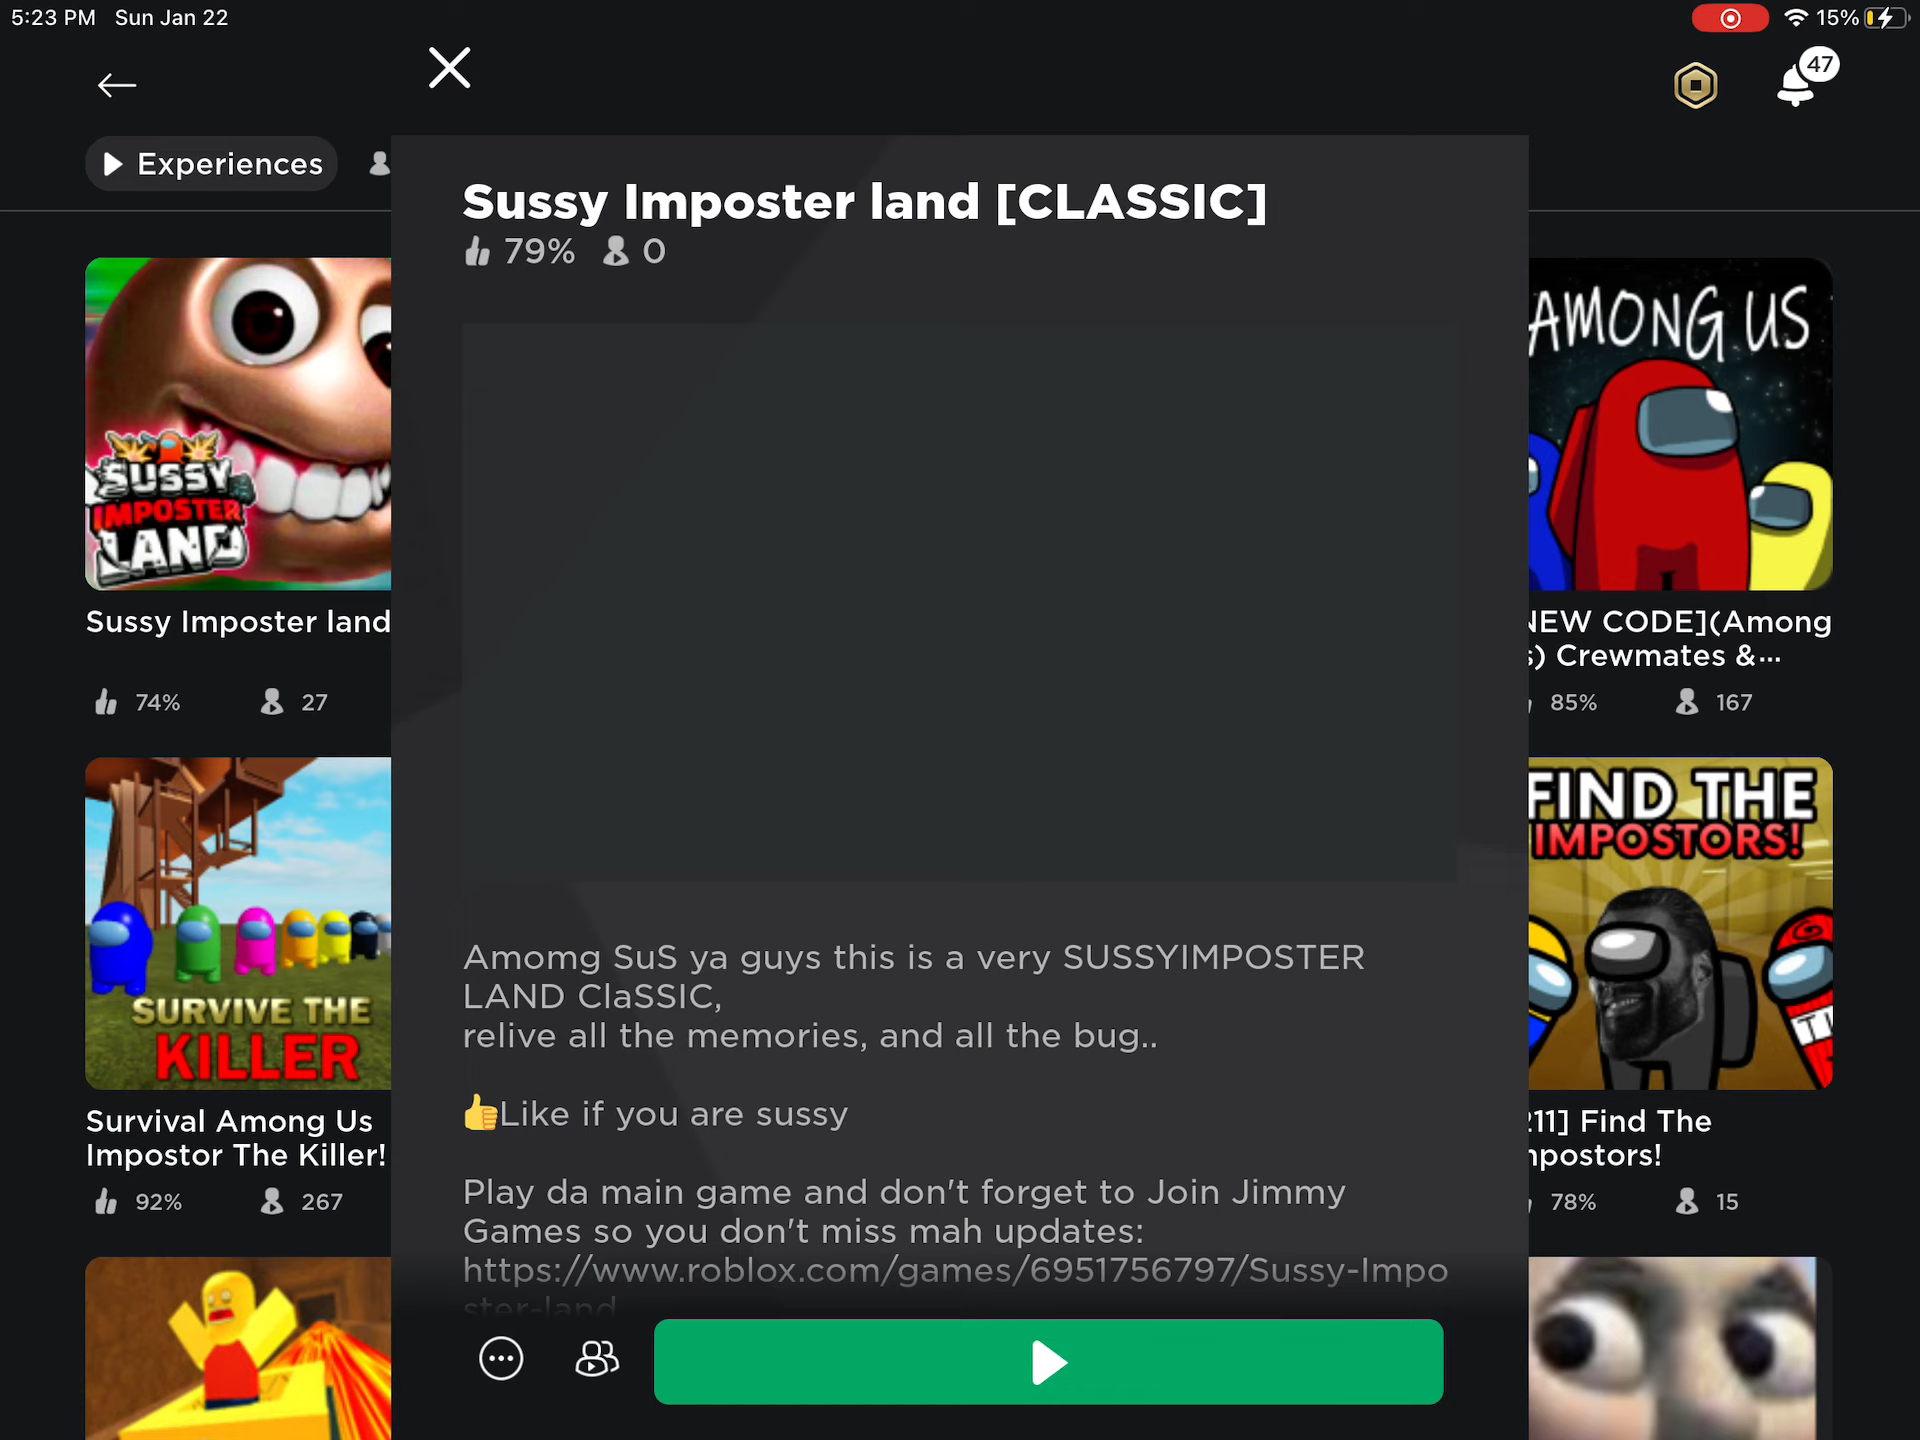 5:23 PM Sun Jan 22
15%
47
Experiences
Sussy Imposter land [CLASSIC]
79% 0
SUSSY
IMPOSTER
LAND
Sussy Imposter land
74% 27
AMONG US
NEW CODE](Among
s) Crewmates &...
85% 167
SURVIVE THE
KILLER
Survival Among Us
Impostor The Killer!
92% 267
FIND THE
IMPOSTORS!
211] Find The
mpostors!
78% 15
Amomg SuS ya guys this is a very SUSSYIMPOSTER
LAND ClaSSIC,
relive all the memories, and all the bug..
👍Like if you are sussy
Play da main game and don't forget to Join Jimmy
Games so you don't miss mah updates:
https://www.roblox.com/games/6951756797/Sussy-Impo
ster-land